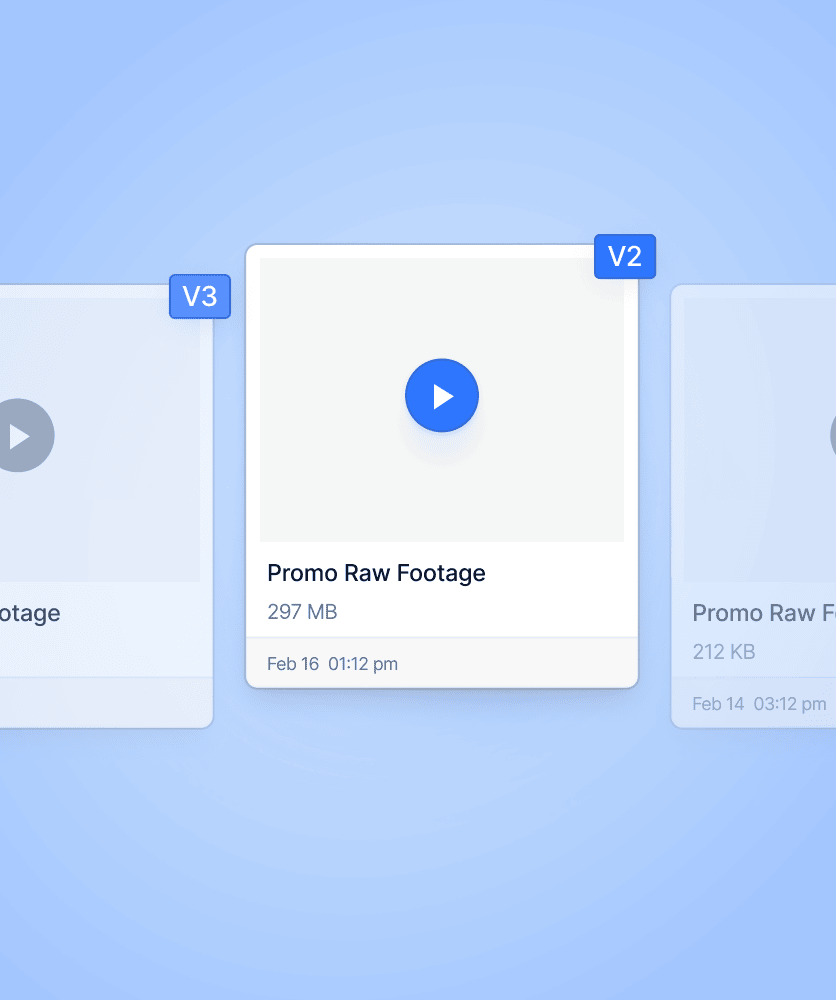 V3
otage
V2
Promo Raw Footage
297 MB
Feb 16 01:12 pm
Promo Raw F
212 KB
Feb 14 03:12 pm